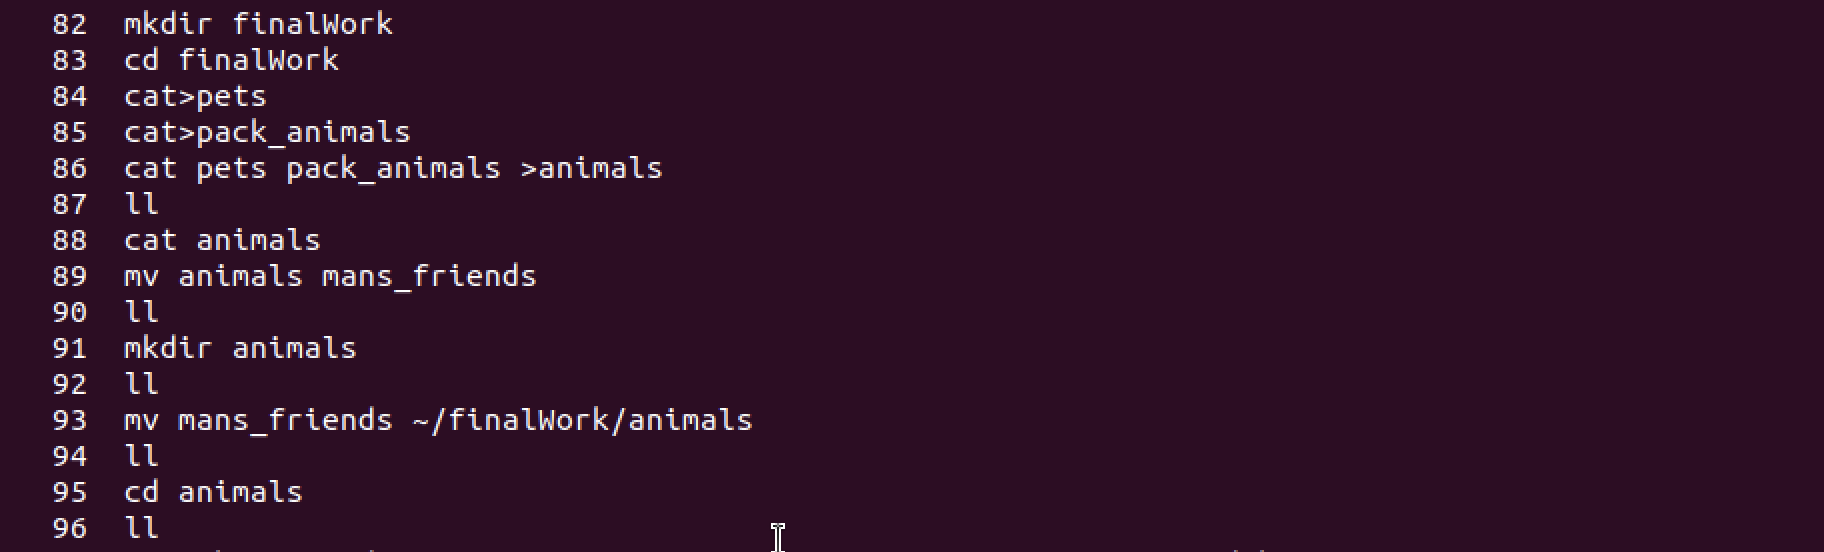 82 mkdir finalWork
83 cd finalWork
84 cat>pets
85 cat>pack_animals
86 cat pets pack_animals >animals
87 ll
88 cat animals
89 mv animals mans_friends
90 ll
91 mkdir animals
92 ll
93 mv mans_friends ~/finalWork/animals
94 ll
95 cd animals
96 ll